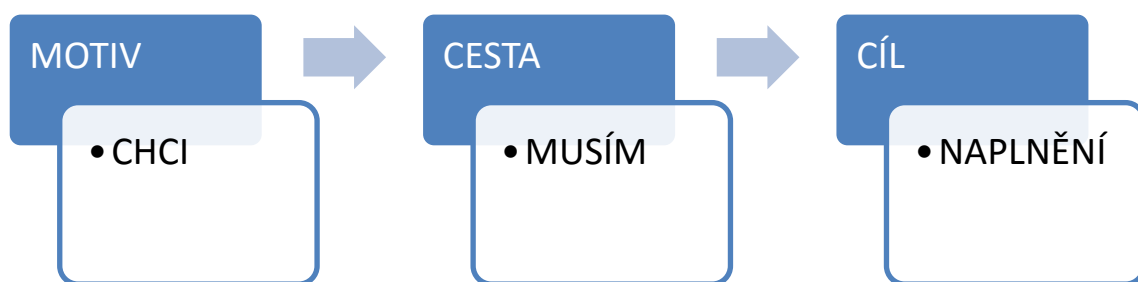 MOTIV
• CHCI
CESTA
• MUSÍM
CÍL
• NAPLNĚNÍ